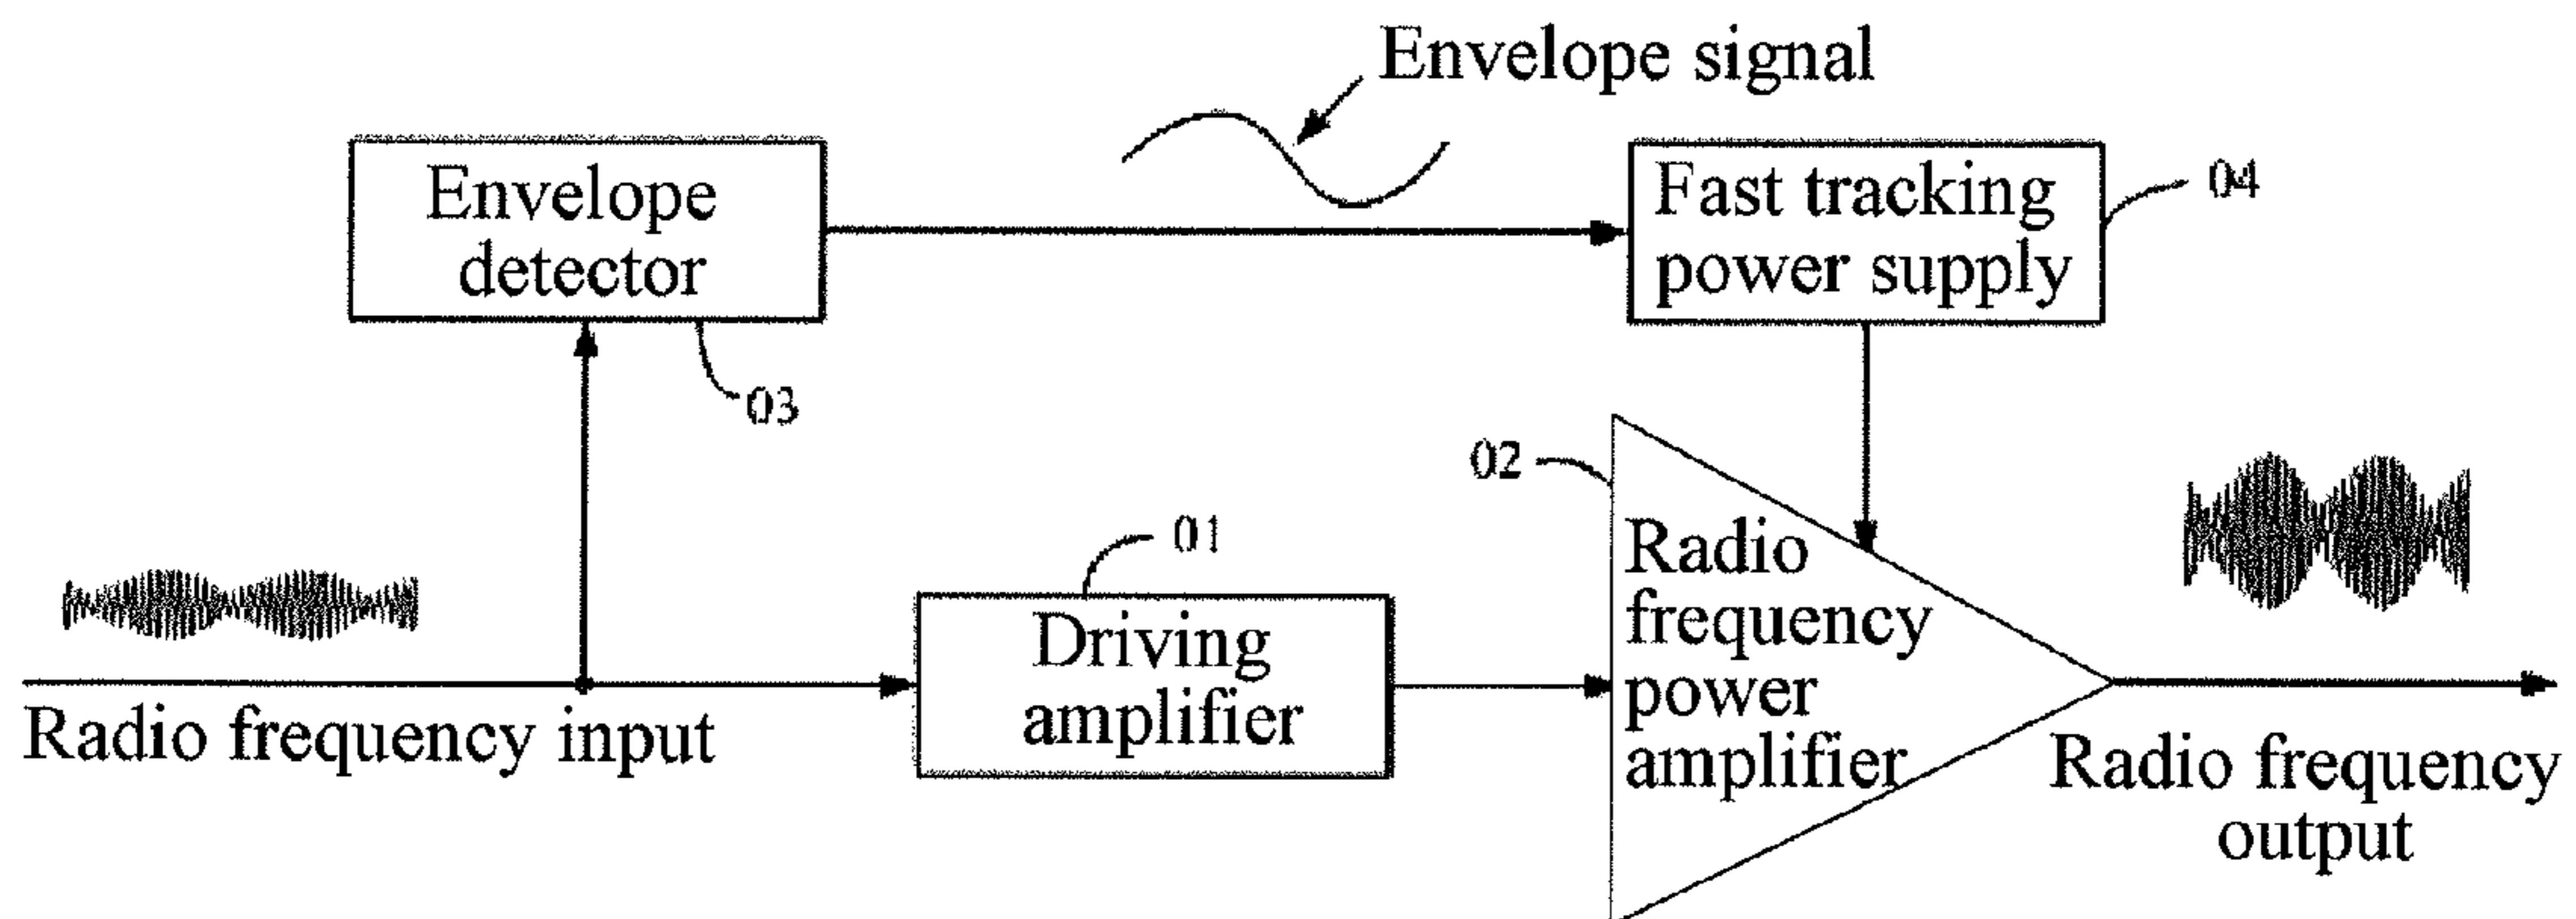 Envelope signal
Envelope
detector
Fast tracking
power supply
04
03
02
01
Radio
frequency
power
amplifier
Driving
amplifier
Radio frequency input
Radio frequency
output